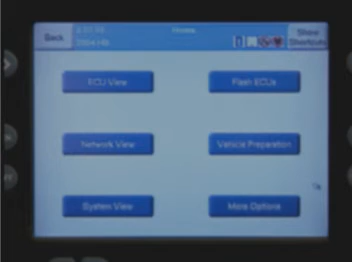 Back
Home
Show
Shortcuts
ECU View
Flash ECUs
Network View
Vehicle Preparation
System View
More Options